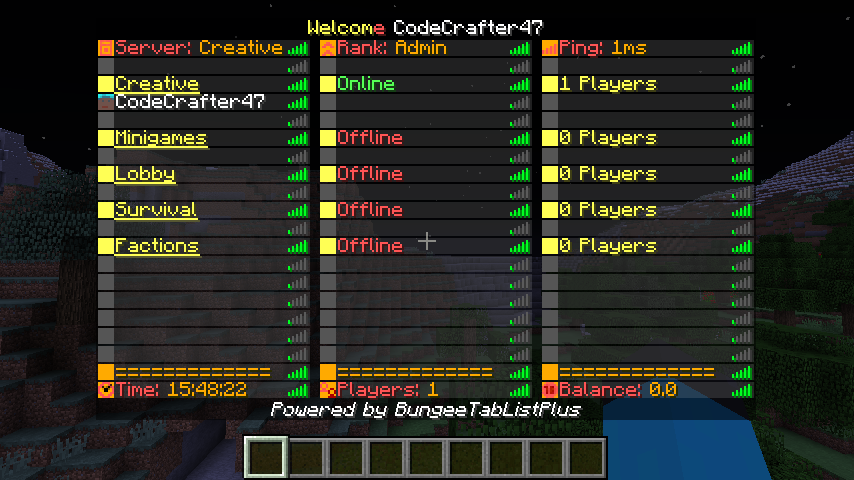 Welcome CodeCrafter47
Server: Creative Rank: Admin Ping: 1ms
Creative Online 1 Players
CodeCrafter47
Minigames Offline 0 Players
Lobby Offline 0 Players
Survival Offline 0 Players
Factions Offline 0 Players
============= ============= =============
Time: 15:48:22 Players: 1 Balance: 0.0
Powered by BungeeTabListPlus